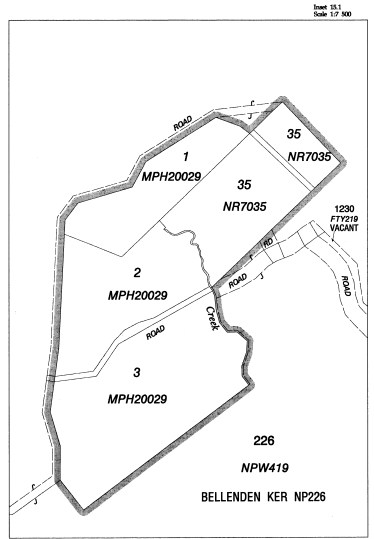 Inset 15.1
Scale 1:7 500
ROAD
35
NR7035
1
MPH20029
35
NR7035
1230
FTY219
VACANT
RD
2
MPH20029
ROAD
ROAD
Creek
ROAD
3
MPH20029
226
NPW419
BELLENDEN KER NP226